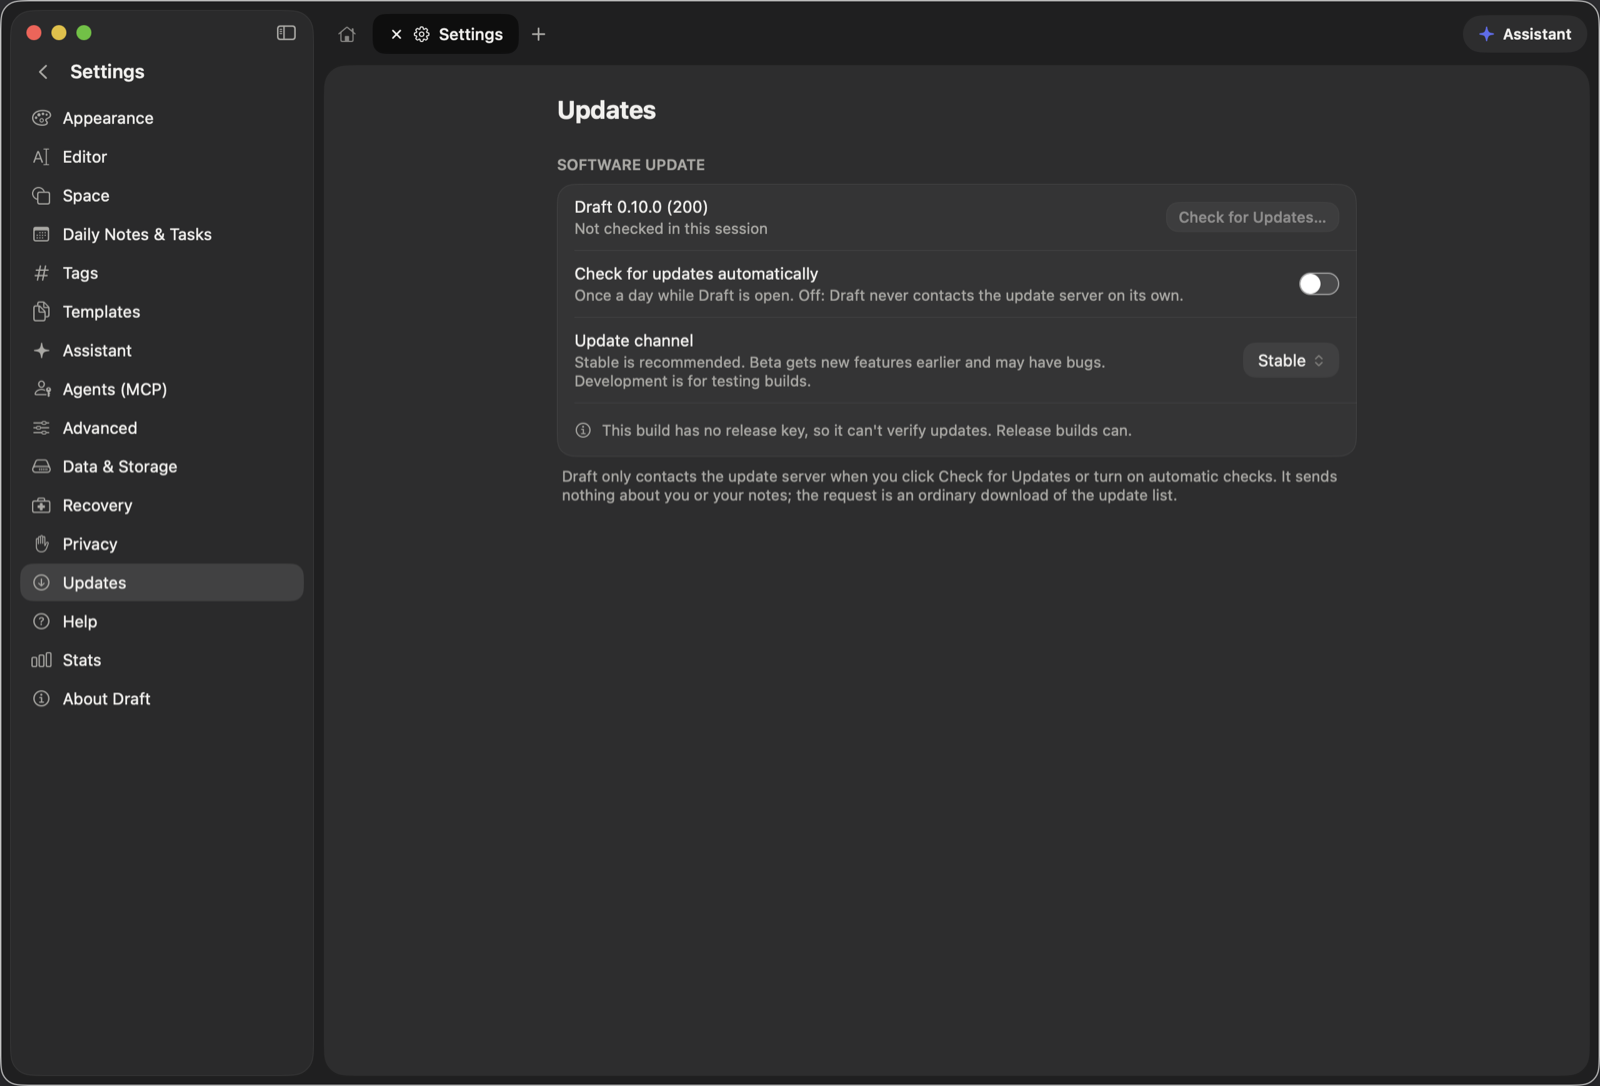 Settings
Assistant
Settings
Appearance
Editor
Space
Daily Notes & Tasks
Tags
Templates
Assistant
Agents (MCP)
Advanced
Data & Storage
Recovery
Privacy
Updates
Help
Stats
About Draft
Updates
SOFTWARE UPDATE
Draft 0.10.0 (200)
Not checked in this session
Check for Updates...
Check for updates automatically
Once a day while Draft is open. Off: Draft never contacts the update server on its own.
Update channel
Stable is recommended. Beta gets new features earlier and may have bugs.
Development is for testing builds.
Stable
This build has no release key, so it can't verify updates. Release builds can.
Draft only contacts the update server when you click Check for Updates or turn on automatic checks. It sends
nothing about you or your notes; the request is an ordinary download of the update list.